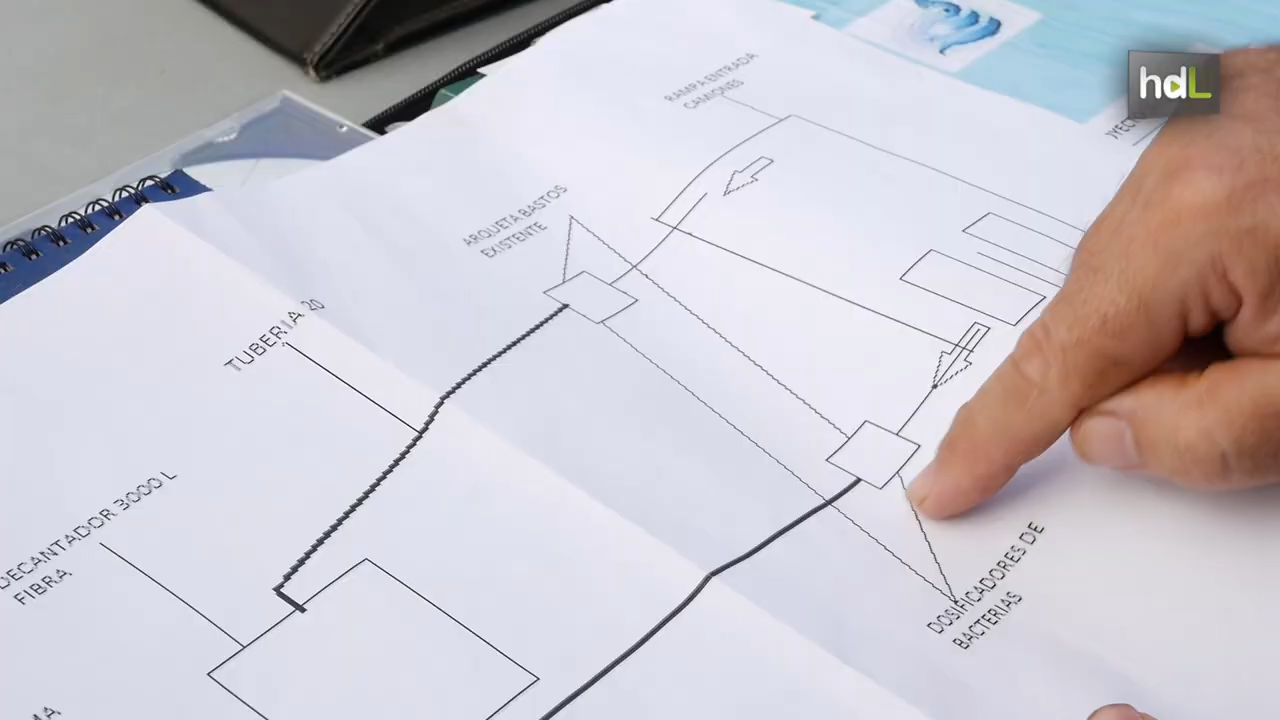 hdL
RAMPA ENTRADA
CAMIONES
ARQUETA BASTOS
EXISTENTE
TUBERIA 20
DECANTADOR 3000 L
FIBRA
DOSIFICADORES DE
BACTERIAS